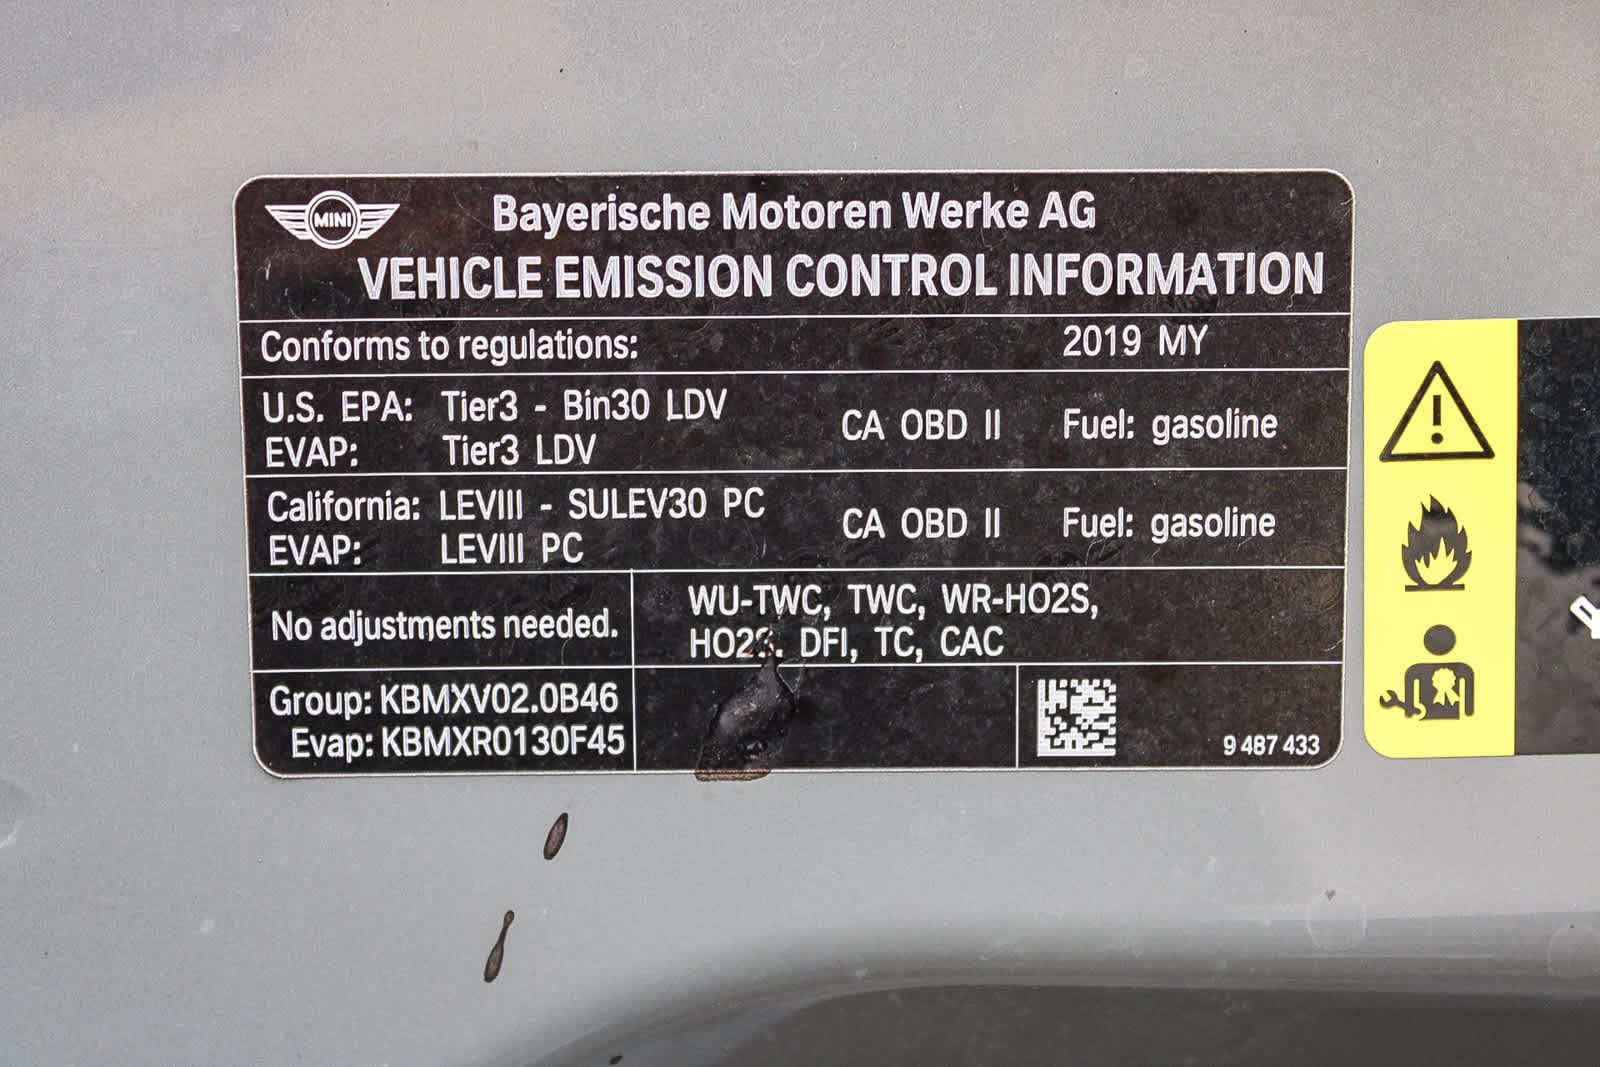 MINI
Bayerische Motoren Werke AG
VEHICLE EMISSION CONTROL INFORMATION
Conforms to regulations: 2019 MY
U.S. EPA: Tier3 - Bin30 LDV
EVAP: Tier3 LDV
CA OBD II Fuel: gasoline
California: LEVIII - SULEV30 PC
EVAP: LEVIII PC
CA OBD II Fuel: gasoline
No adjustments needed.
WU-TWC, TWC, WR-HO2S,
HO2S, DFI, TC, CAC
Group: KBMXV02.0B46
Evap: KBMXR0130F45
9 487 433